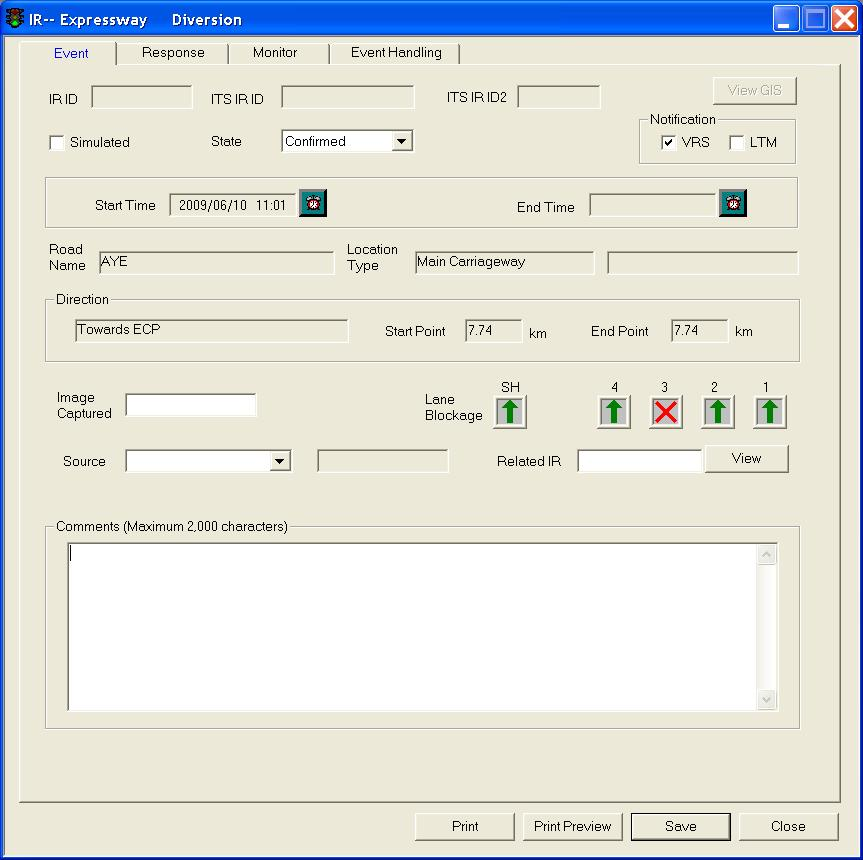 IR-- Expressway Diversion
Event Response Monitor Event Handling
IR ID ITS IR ID ITS IR ID2 View GIS
Notification
Simulated State Confirmed VRS LTM
Start Time 2009/06/10 11:01 End Time
Road Name AYE Location Type Main Carriageway
Direction
Towards ECP Start Point 7.74 km End Point 7.74 km
Image Captured Lane Blockage SH 4 3 2 1
Source Related IR View
Comments (Maximum 2,000 characters)
Print Print Preview Save Close